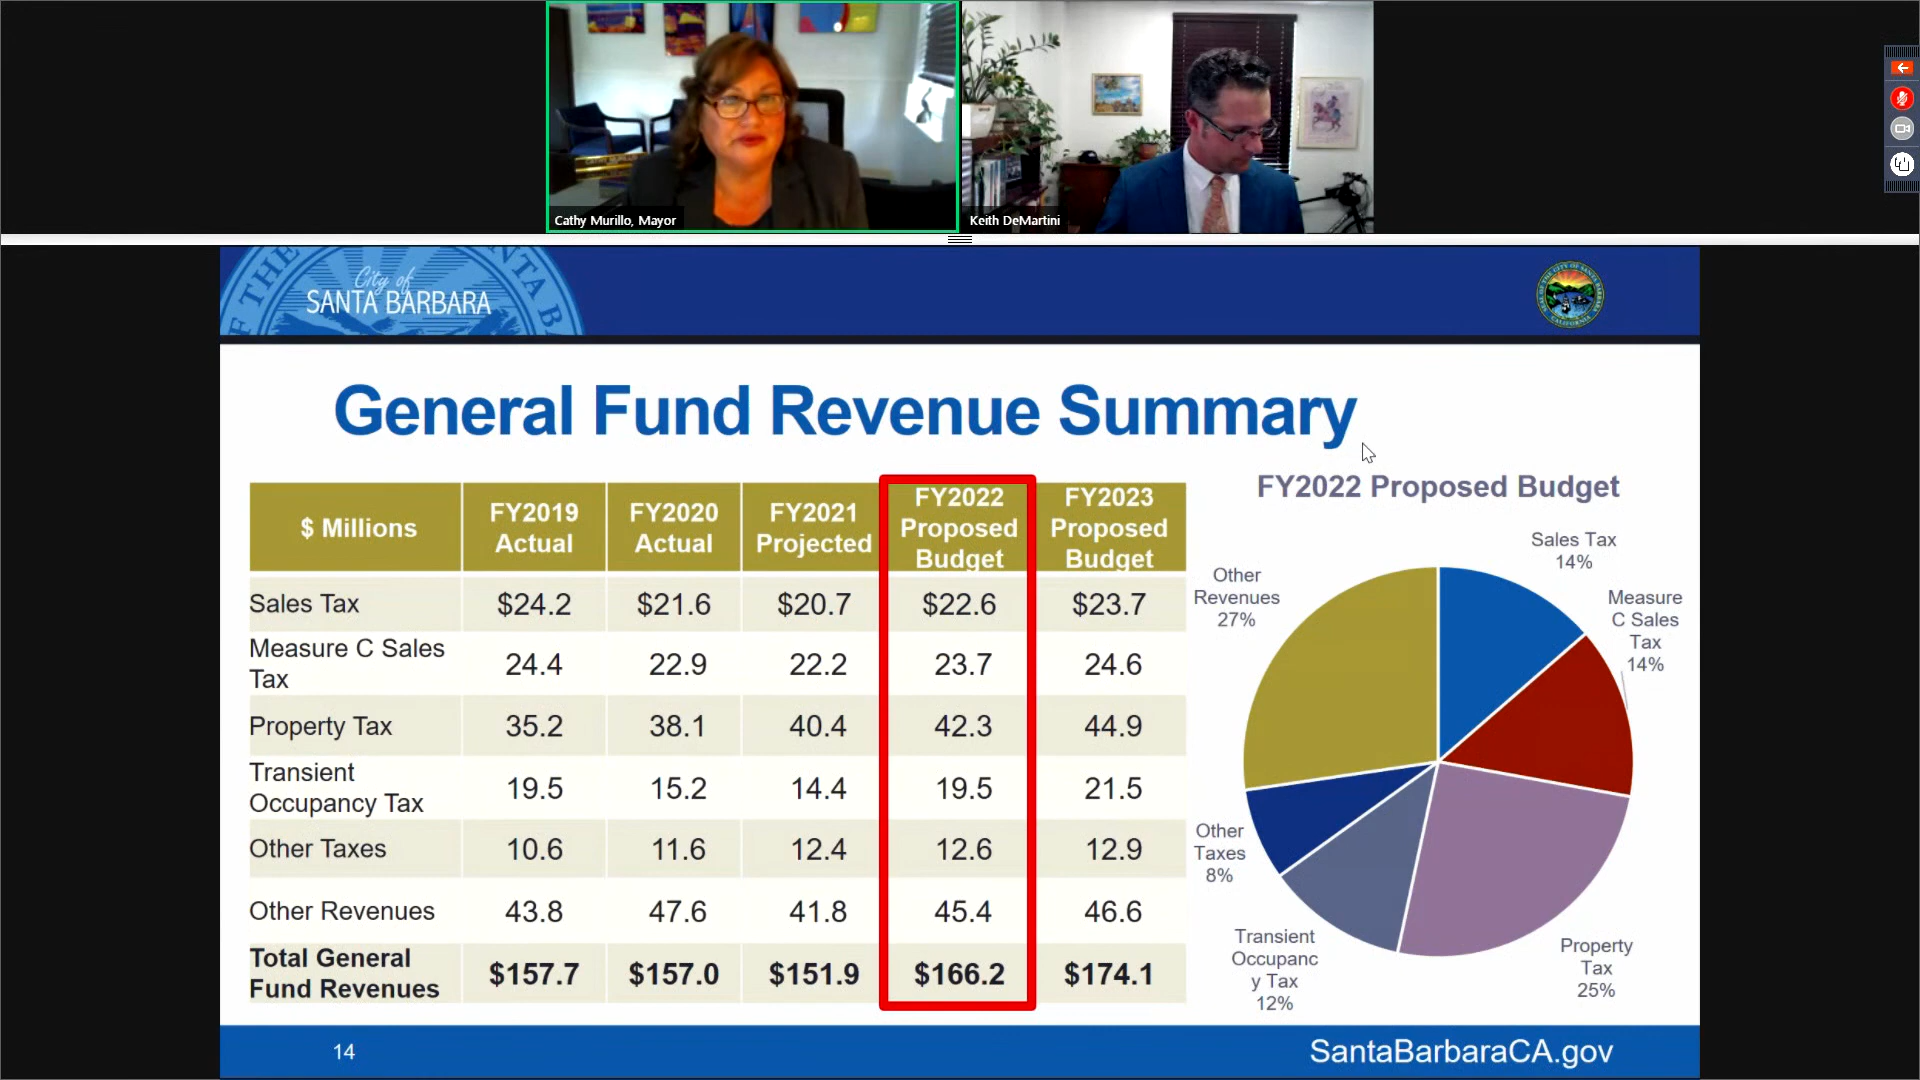 Cathy Murillo, Mayor
Keith DeMartini
City of
SANTA BARBARA
General Fund Revenue Summary
$ Millions
FY2019
Actual
FY2020
Actual
FY2021
Projected
FY2022
Proposed
Budget
FY2023
Proposed
Budget
Sales Tax
$24.2
$21.6
$20.7
$22.6
$23.7
Measure C Sales
Tax
24.4
22.9
22.2
23.7
24.6
Property Tax
35.2
38.1
40.4
42.3
44.9
Transient
Occupancy Tax
19.5
15.2
14.4
19.5
21.5
Other Taxes
10.6
11.6
12.4
12.6
12.9
Other Revenues
43.8
47.6
41.8
45.4
46.6
Total General
Fund Revenues
$157.7
$157.0
$151.9
$166.2
$174.1
FY2022 Proposed Budget
Sales Tax
14%
Measure
C Sales
Tax
14%
Property
Tax
25%
Transient
Occupanc
y Tax
12%
Other
Taxes
8%
Other
Revenues
27%
14
SantaBarbaraCA.gov